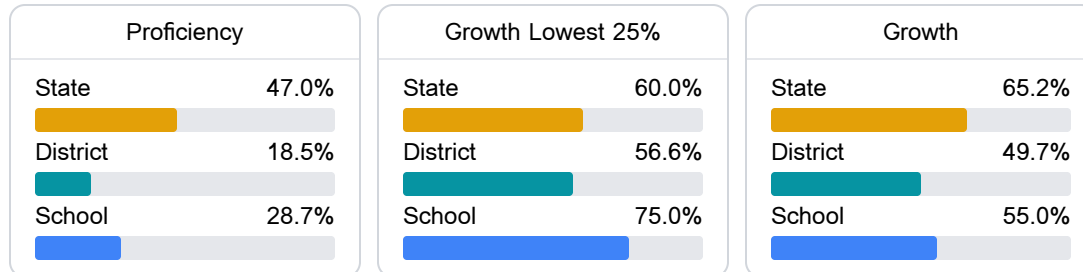 Proficiency
State 47.0%
District 18.5%
School 28.7%
Growth Lowest 25%
State 60.0%
District 56.6%
School 75.0%
Growth
State 65.2%
District 49.7%
School 55.0%